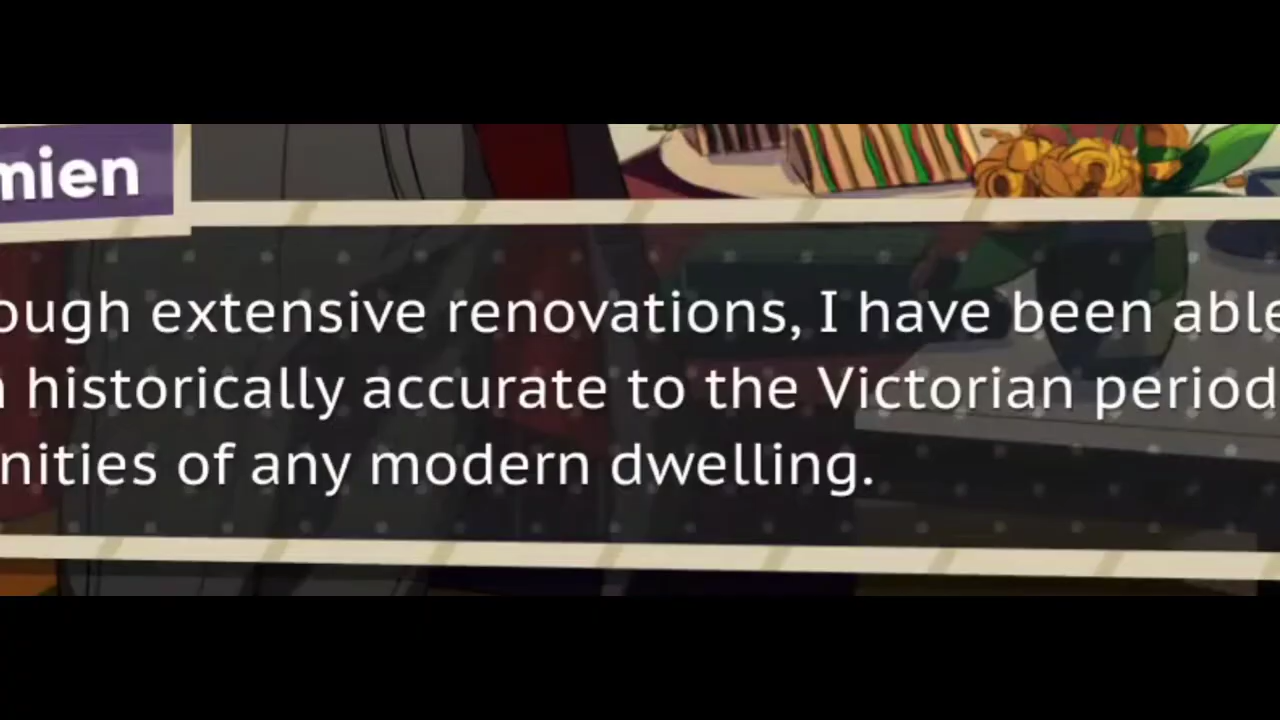 mien
ough extensive renovations, I have been able
historically accurate to the Victorian period
nities of any modern dwelling.